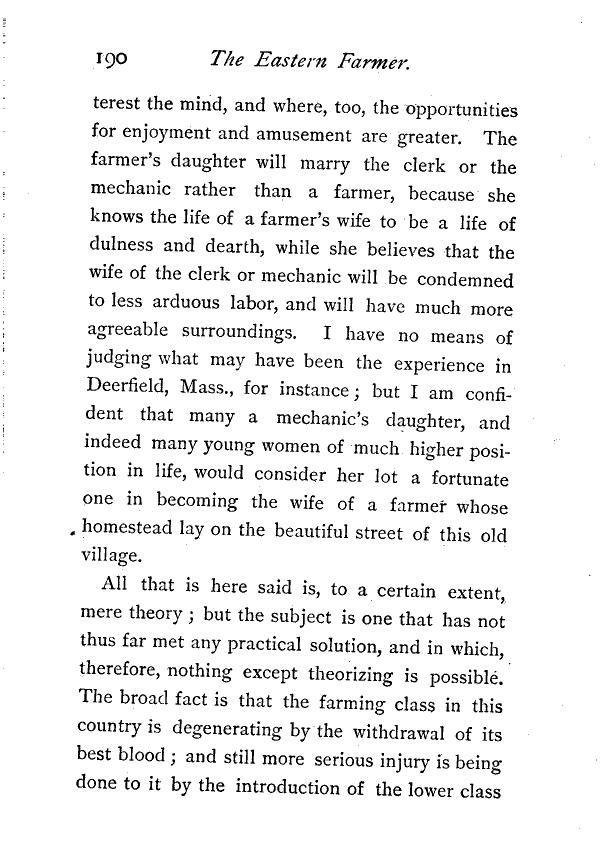 190 The Eastern Farmer.
terest the mind, and where, too, the opportunities
for enjoyment and amusement are greater. The
farmer's daughter will marry the clerk or the
mechanic rather than a farmer, because she
knows the life of a farmer's wife to be a life of
dulness and dearth, while she believes that the
wife of the clerk or mechanic will be condemned
to less arduous labor, and will have much more
agreeable surroundings. I have no means of
judging what may have been the experience in
Deerfield, Mass., for instance; but I am confi-
dent that many a mechanic's daughter, and
indeed many young women of much higher posi-
tion in life, would consider her lot a fortunate
one in becoming the wife of a farmer whose
homestead lay on the beautiful street of this old
village.
All that is here said is, to a certain extent,
mere theory; but the subject is one that has not
thus far met any practical solution, and in which,
therefore, nothing except theorizing is possible.
The broad fact is that the farming class in this
country is degenerating by the withdrawal of its
best blood; and still more serious injury is being
done to it by the introduction of the lower class